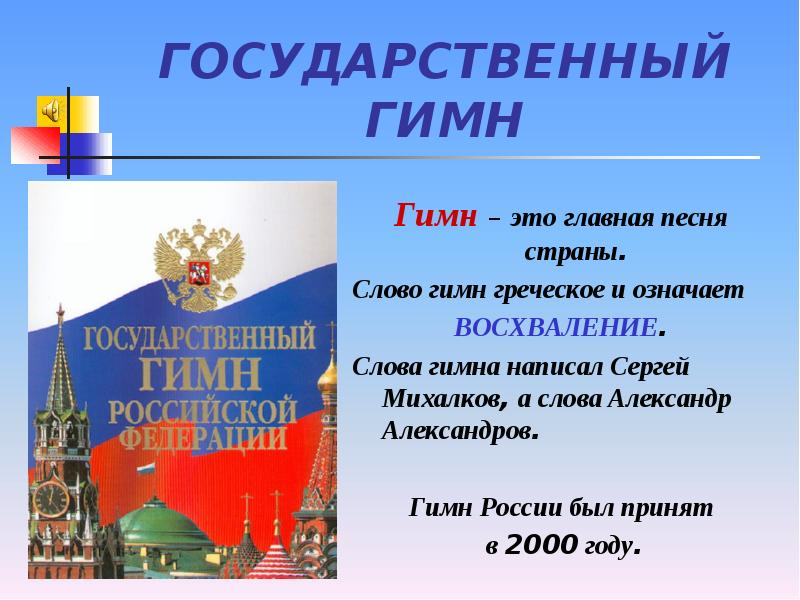 ГОСУДАРСТВЕННЫЙ
ГИМН
ГОСУДАРСТВЕННЫЙ
ГИМН
РОССИЙСКОЙ
ФЕДЕРАЦИИ
Гимн – это главная песня
страны.
Слово гимн греческое и означает
ВОСХВАЛЕНИЕ.
Слова гимна написал Сергей
Михалков, а слова Александр
Александров.
Гимн России был принят
в 2000 году.